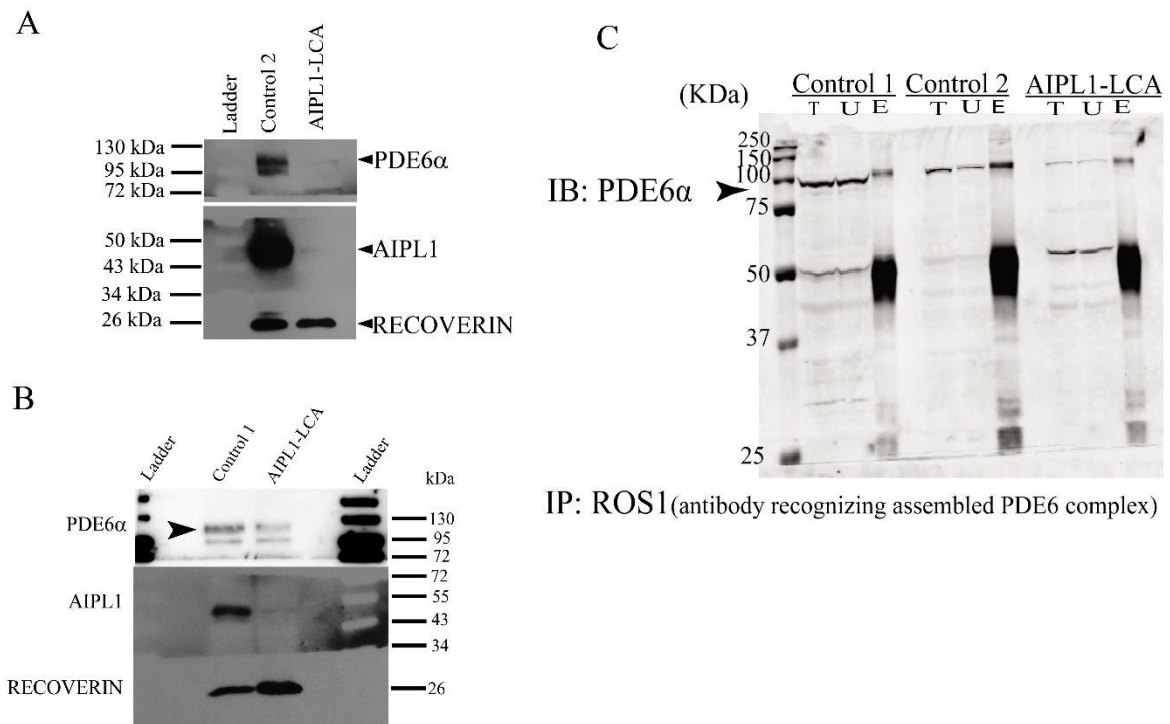 A
Ladder
Control 2
AIPL1-LCA
130 kDa
95 kDa
72 kDa
PDE6α
50 kDa
43 kDa
34 kDa
26 kDa
AIPL1
RECOVERIN
B
Ladder
Control 1
AIPL1-LCA
Ladder
kDa
PDE6α
130
95
72
AIPL1
72
55
43
34
RECOVERIN
26
C
(KDa)
Control 1 Control 2 AIPL1-LCA
T U E T U E T U E
250
150
100
75
50
37
25
IB: PDE6α
IP: ROS1(antibody recognizing assembled PDE6 complex)